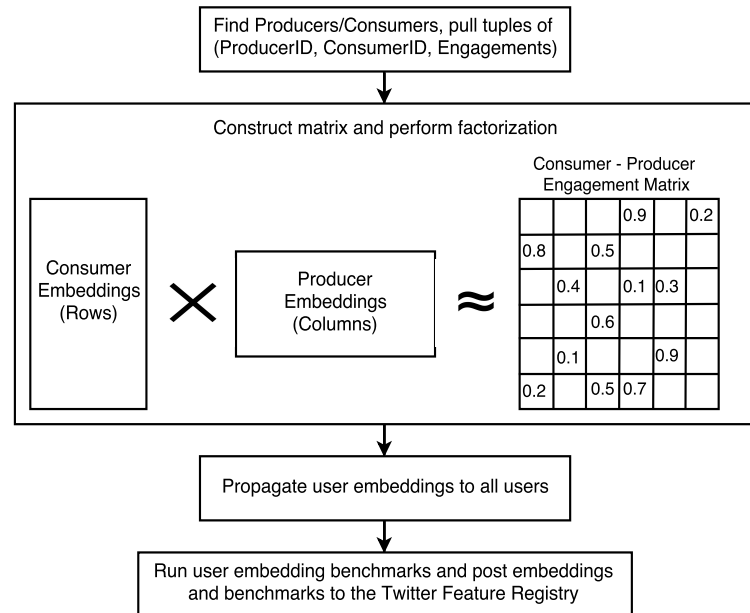 Find Producers/Consumers, pull tuples of
(ProducerID, ConsumerID, Engagements)
Construct matrix and perform factorization
Consumer - Producer
Engagement Matrix
Consumer
Embeddings
(Rows)
×
Producer
Embeddings
(Columns)
≈
0.9 0.2
0.8 0.5
0.4 0.1 0.3
0.6
0.1 0.9
0.2 0.5 0.7
Propagate user embeddings to all users
Run user embedding benchmarks and post embeddings
and benchmarks to the Twitter Feature Registry